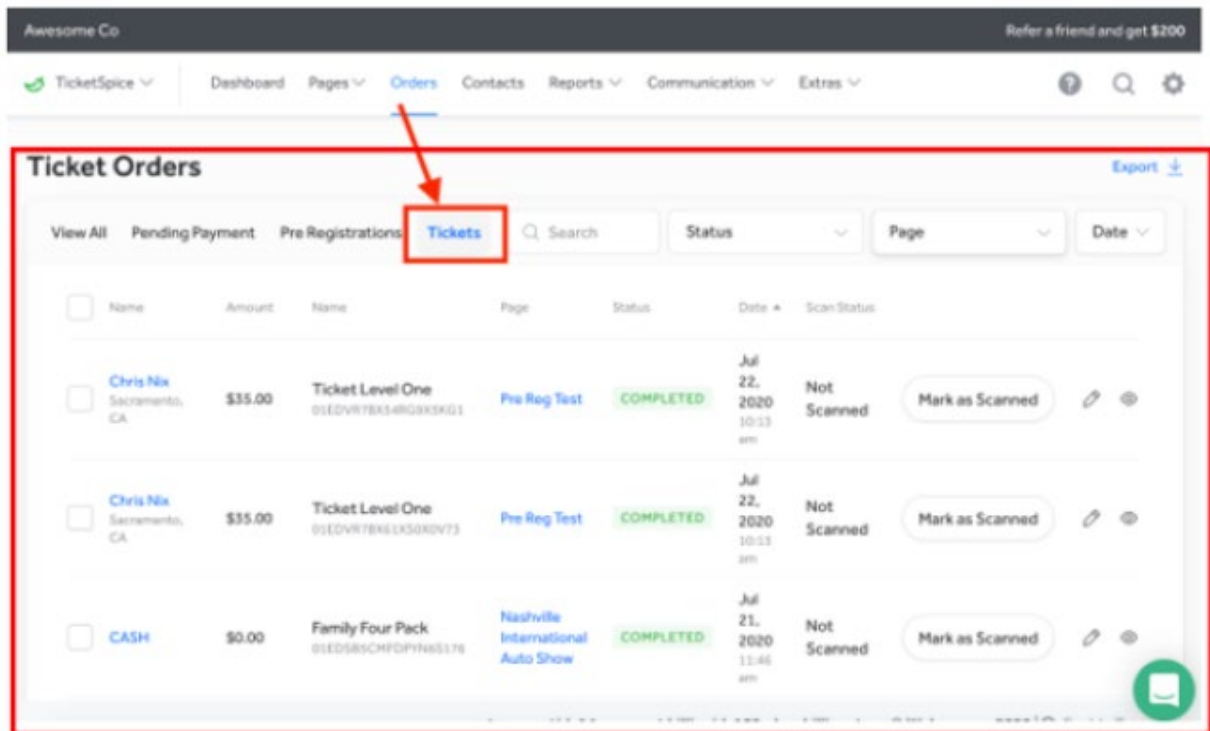 Awesome Co
Refer a friend and get $200
TicketSpice Dashboard Pages Orders Contacts Reports Communication Extras
Ticket Orders
Export
View All Pending Payment Pre Registrations Tickets Search Status Page Date
Name Amount Name Page Status Date Scan Status
Chris Nix
Sacramento,
CA
$35.00
Ticket Level One
Pre Reg Test
COMPLETED
Jul
22,
2020
10:13
am
Not
Scanned
Mark as Scanned
Chris Nix
Sacramento,
CA
$35.00
Ticket Level One
Pre Reg Test
COMPLETED
Jul
22,
2020
10:13
am
Not
Scanned
Mark as Scanned
CASH
$0.00
Family Four Pack
Nashville
International
Auto Show
COMPLETED
Jul
21,
2020
11:46
am
Not
Scanned
Mark as Scanned